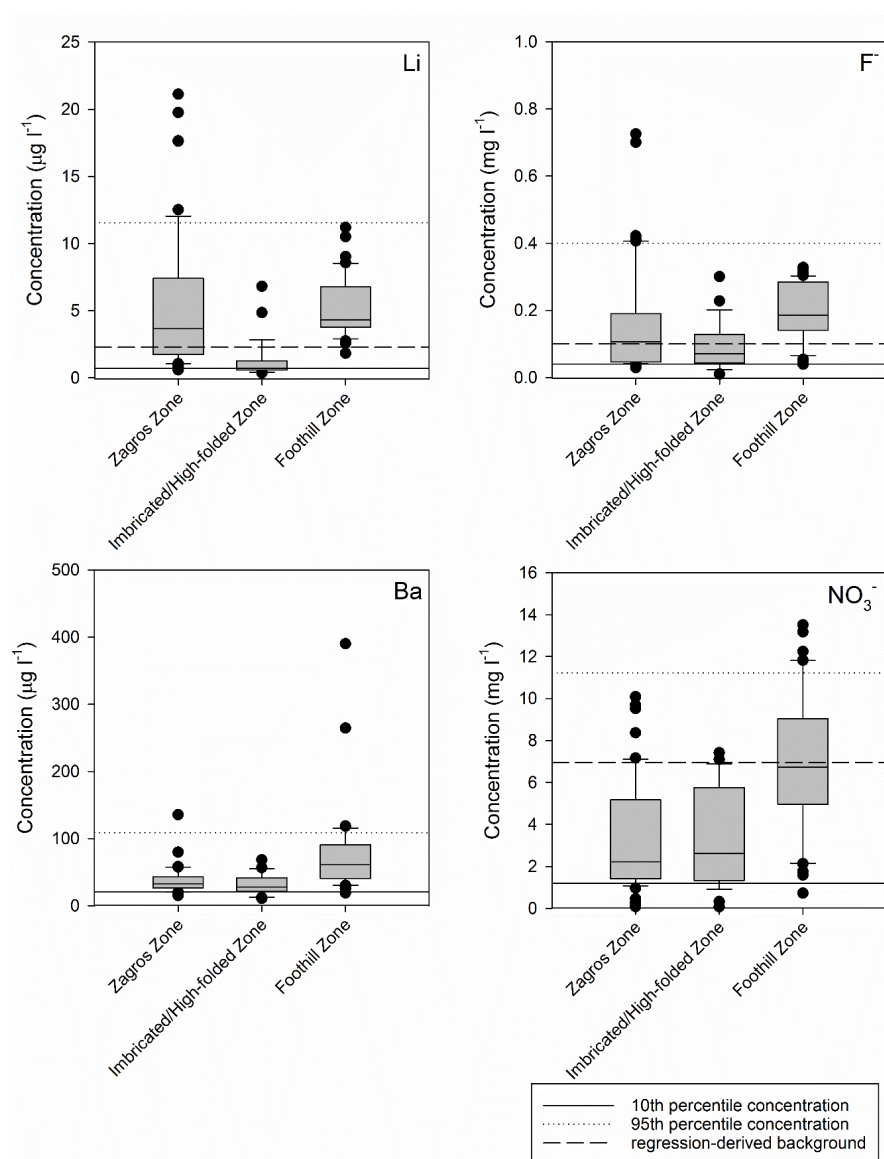 Li
Concentration (µg l⁻¹)
25
20
15
10
5
0
Zagros Zone
Imbricated/High-folded Zone
Foothill Zone
F⁻
Concentration (mg l⁻¹)
1.0
0.8
0.6
0.4
0.2
0.0
Zagros Zone
Imbricated/High-folded Zone
Foothill Zone
Ba
Concentration (µg l⁻¹)
500
400
300
200
100
0
Zagros Zone
Imbricated/High-folded Zone
Foothill Zone
NO₃⁻
Concentration (mg l⁻¹)
16
14
12
10
8
6
4
2
0
Zagros Zone
Imbricated/High-folded Zone
Foothill Zone
10th percentile concentration
95th percentile concentration
regression-derived background